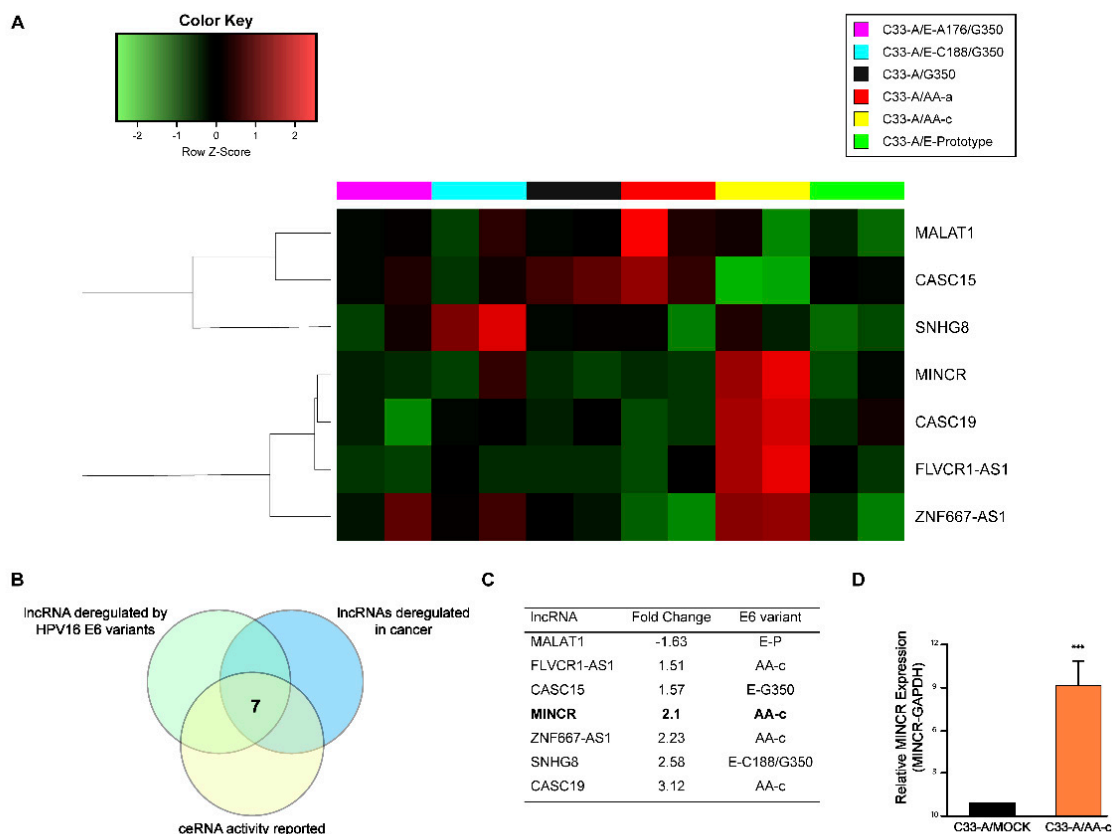 A
Color Key
-2 -1 0 1 2
Row Z-Score
C33-A/E-A176/G350
C33-A/E-C188/G350
C33-A/G350
C33-A/AA-a
C33-A/AA-c
C33-A/E-Prototype
MALAT1
CASC15
SNHG8
MINCR
CASC19
FLVCR1-AS1
ZNF667-AS1
B
lncRNA deregulated by
HPV16 E6 variants
lncRNAs deregulated
in cancer
7
ceRNA activity reported
C
lncRNA Fold Change E6 variant
MALAT1 -1.63 E-P
FLVCR1-AS1 1.51 AA-c
CASC15 1.57 E-G350
MINCR 2.1 AA-c
ZNF667-AS1 2.23 AA-c
SNHG8 2.58 E-C188/G350
CASC19 3.12 AA-c
D
Relative MINCR Expression
(MINCR-GAPDH)
12
9
6
3
10
***
C33-A/MOCK C33-A/AA-c